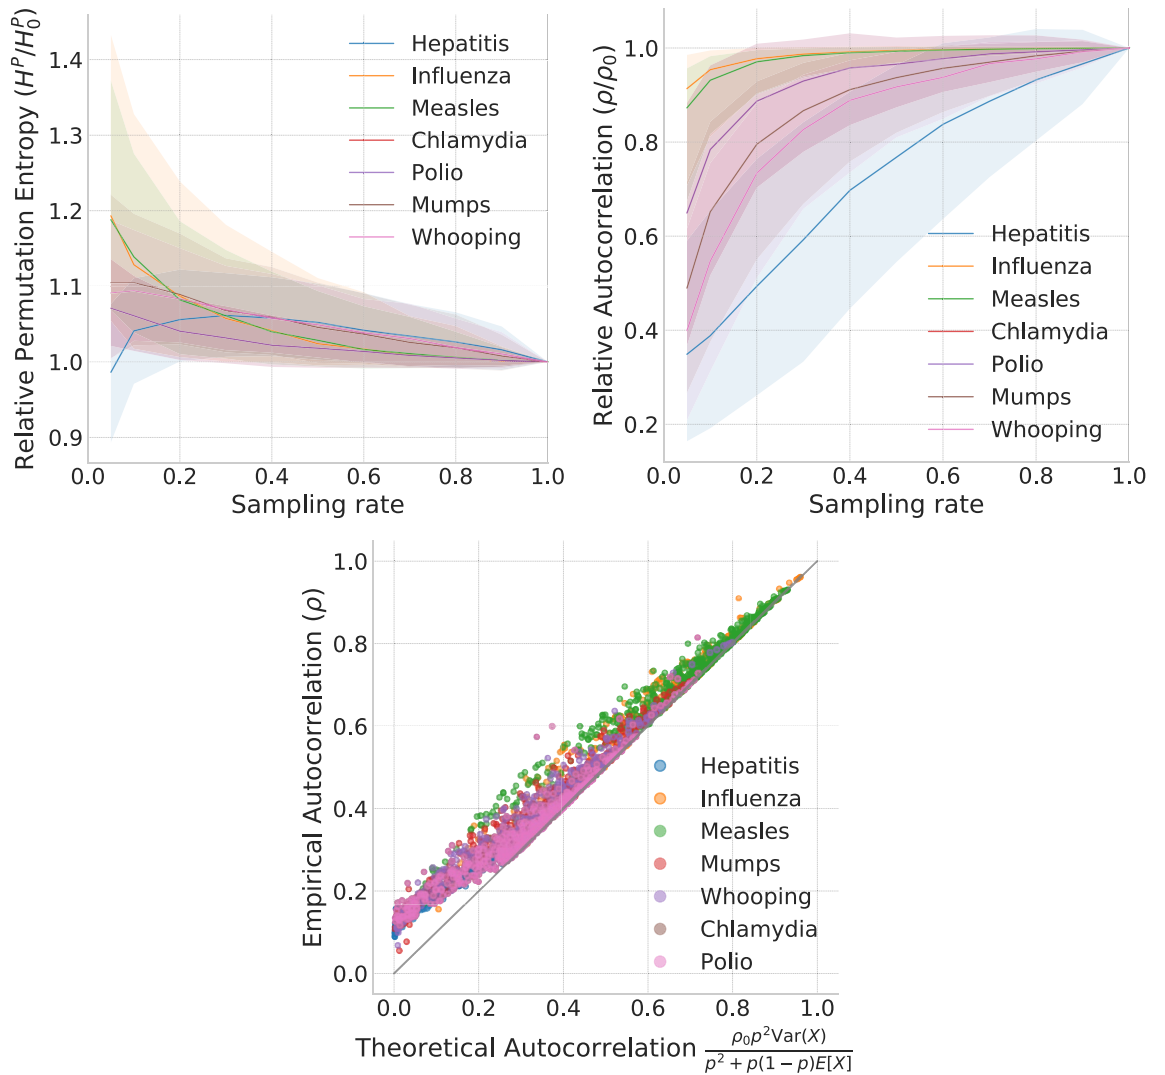 Relative Permutation Entropy (H^P/H_0^P)
1.4
1.3
1.2
1.1
1.0
0.9
Hepatitis
Influenza
Measles
Chlamydia
Polio
Mumps
Whooping
0.0 0.2 0.4 0.6 0.8 1.0
Sampling rate
Relative Autocorrelation (ρ/ρ_0)
1.0
0.8
0.6
0.4
0.2
Hepatitis
Influenza
Measles
Chlamydia
Polio
Mumps
Whooping
0.0 0.2 0.4 0.6 0.8 1.0
Sampling rate
Empirical Autocorrelation (ρ)
1.0
0.8
0.6
0.4
0.2
0.0
Hepatitis
Influenza
Measles
Mumps
Whooping
Chlamydia
Polio
0.0 0.2 0.4 0.6 0.8 1.0
Theoretical Autocorrelation \frac{ρ_0 p^2 Var(X)}{p^2 + p(1 − p)E[X]}